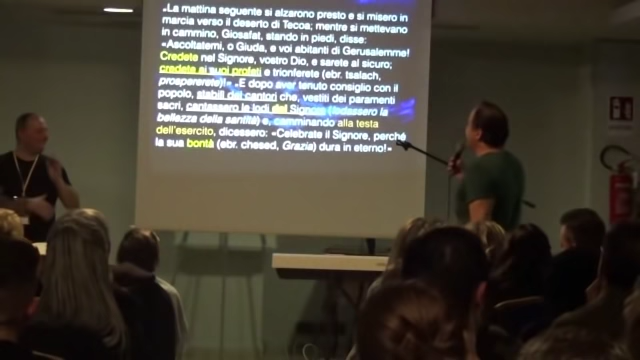 «La mattina seguente si alzarono presto e si misero in
marcia verso il deserto di Tecoa; mentre si mettevano
in cammino, Giosafat, stando in piedi, disse:
«Ascoltatemi, o Giuda, e voi abitanti di Gerusalemme!
Credete nel Signore, vostro Dio, e sarete al sicuro;
credete ai suoi profeti e trionferete (ebr. tsalach,
prospererete)!» E dopo aver tenuto consiglio con il
popolo, stabilì dei cantori che, vestiti dei paramenti
sacri, cantassero le lodi del Signore (lodassero la
bellezza della santità) e, camminando alla testa
dell'esercito, dicessero: «Celebrate il Signore, perché
la sua bontà (ebr. chesed, Grazia) dura in eterno!»